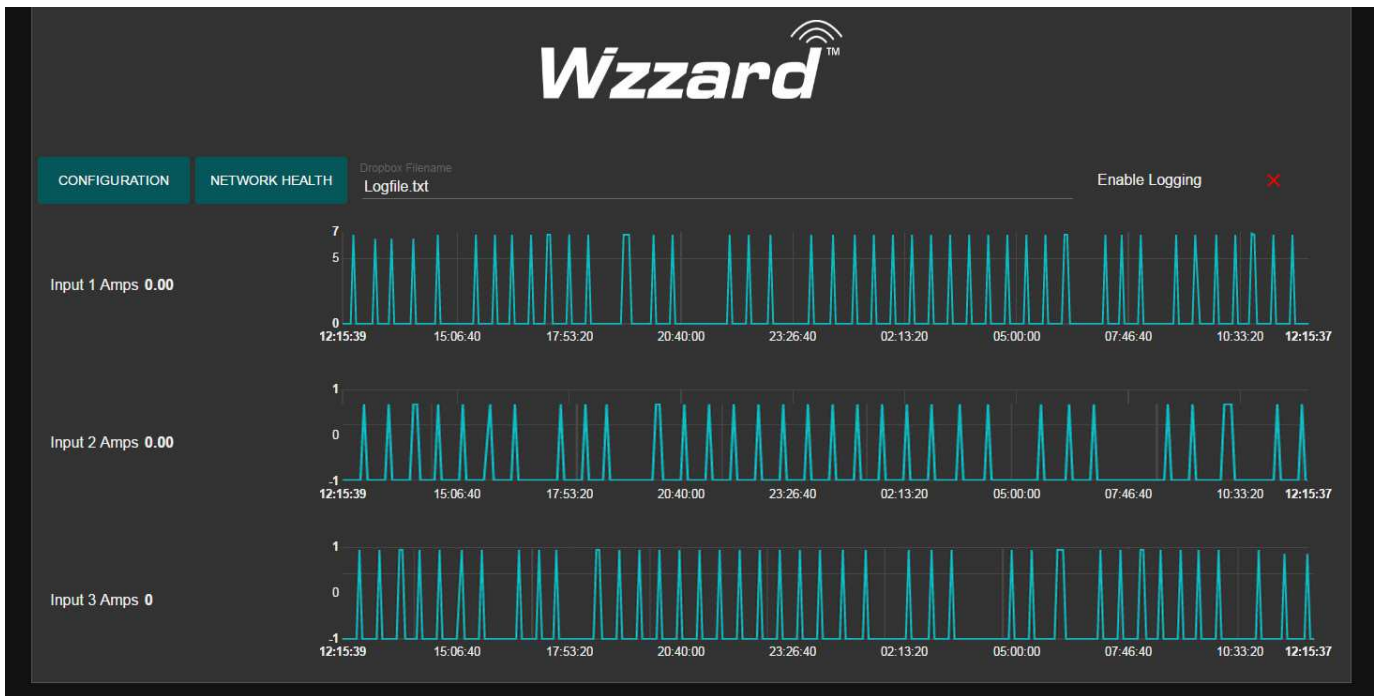 Wzzard™
Dropbox Filename
CONFIGURATION NETWORK HEALTH Logfile.txt Enable Logging
7
5
Input 1 Amps 0.00
0
12:15:39 15:06:40 17:53:20 20:40:00 23:26:40 02:13:20 05:00:00 07:46:40 10:33:20 12:15:37
1
0
Input 2 Amps 0.00
-1
12:15:39 15:06:40 17:53:20 20:40:00 23:26:40 02:13:20 05:00:00 07:46:40 10:33:20 12:15:37
1
0
Input 3 Amps 0
-1
12:15:39 15:06:40 17:53:20 20:40:00 23:26:40 02:13:20 05:00:00 07:46:40 10:33:20 12:15:37